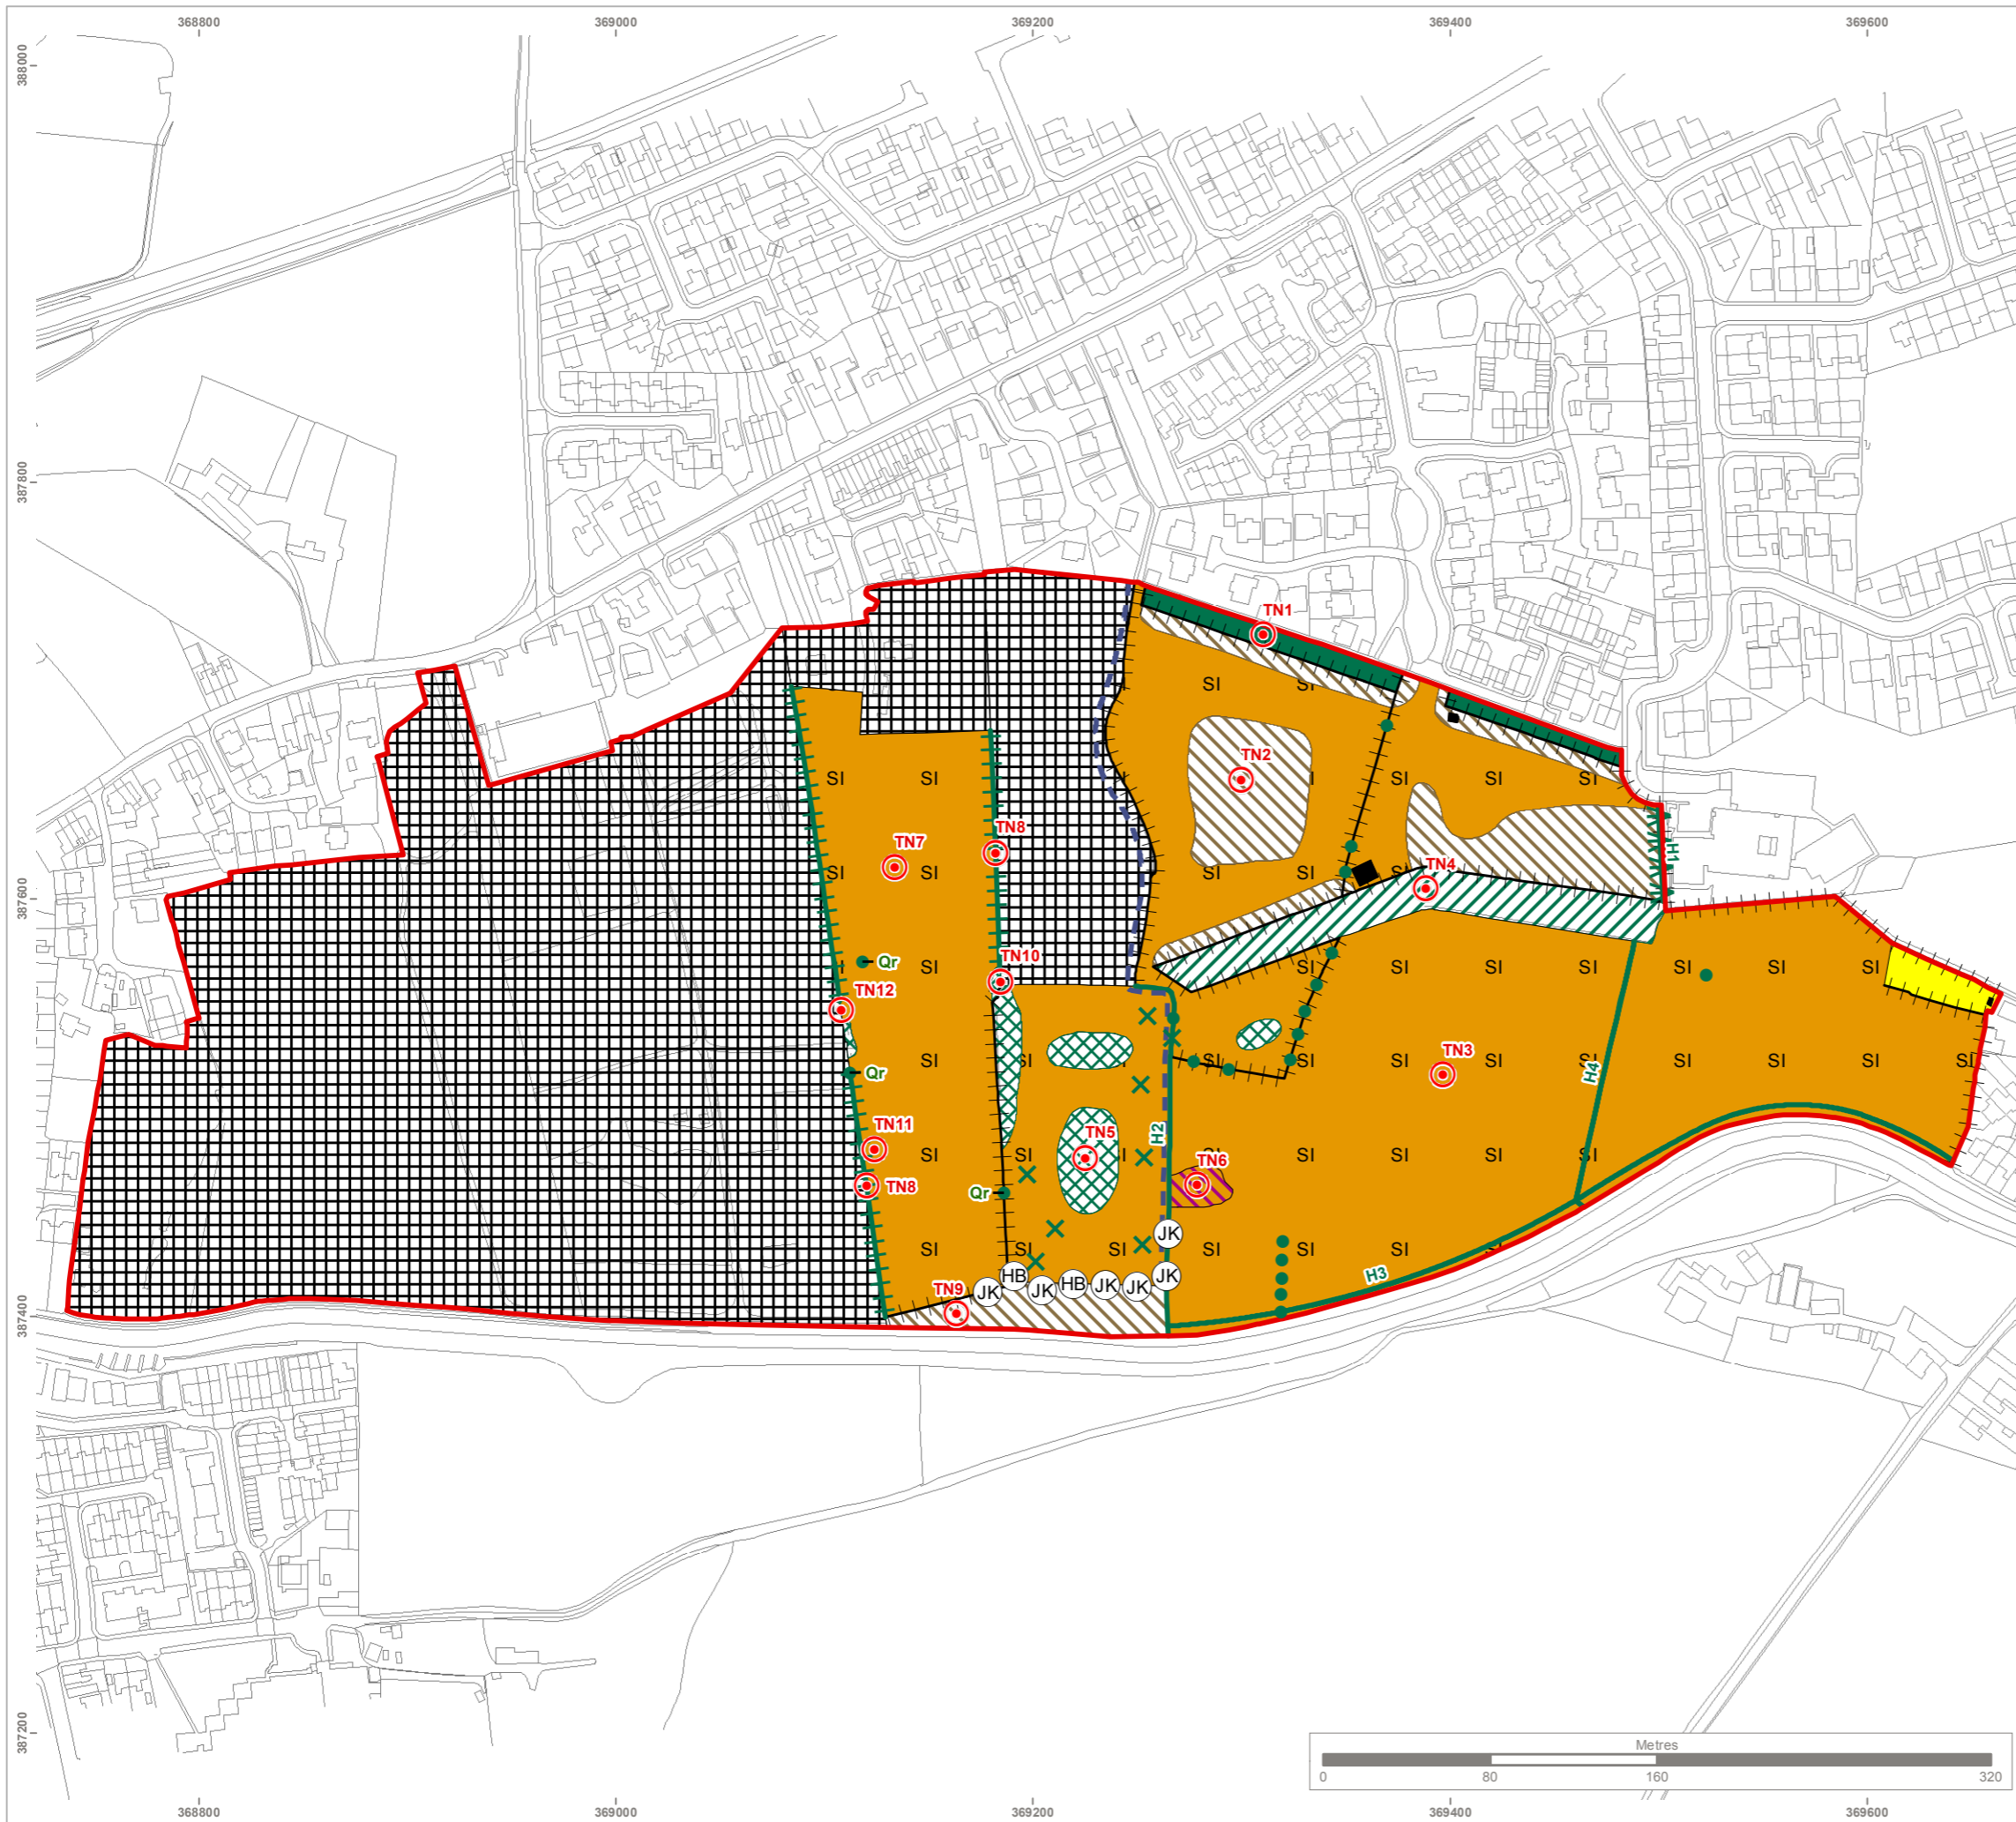 368800 369000 369200 369400 369600
388000
387800
387600
387400
387200
TN1
SI SI
TN2
SI SI SI SI SI
TN7
TN8
H1
SI SI SI SI
TN4
TN10
Qr SI SI SI SI SI SI SI
TN12
TN3
SI SI SI SI SI SI SI SI SI SI
Qr
H4
TN11
H2
TN5
SI SI SI SI SI SI SI
TN6
TN8
Qr
JK
SI SI SI SI SI SI
H3
HB HB JK
JK JK JK JK
TN9
Metres
0 80 160 320
368800 369000 369200 369400 369600